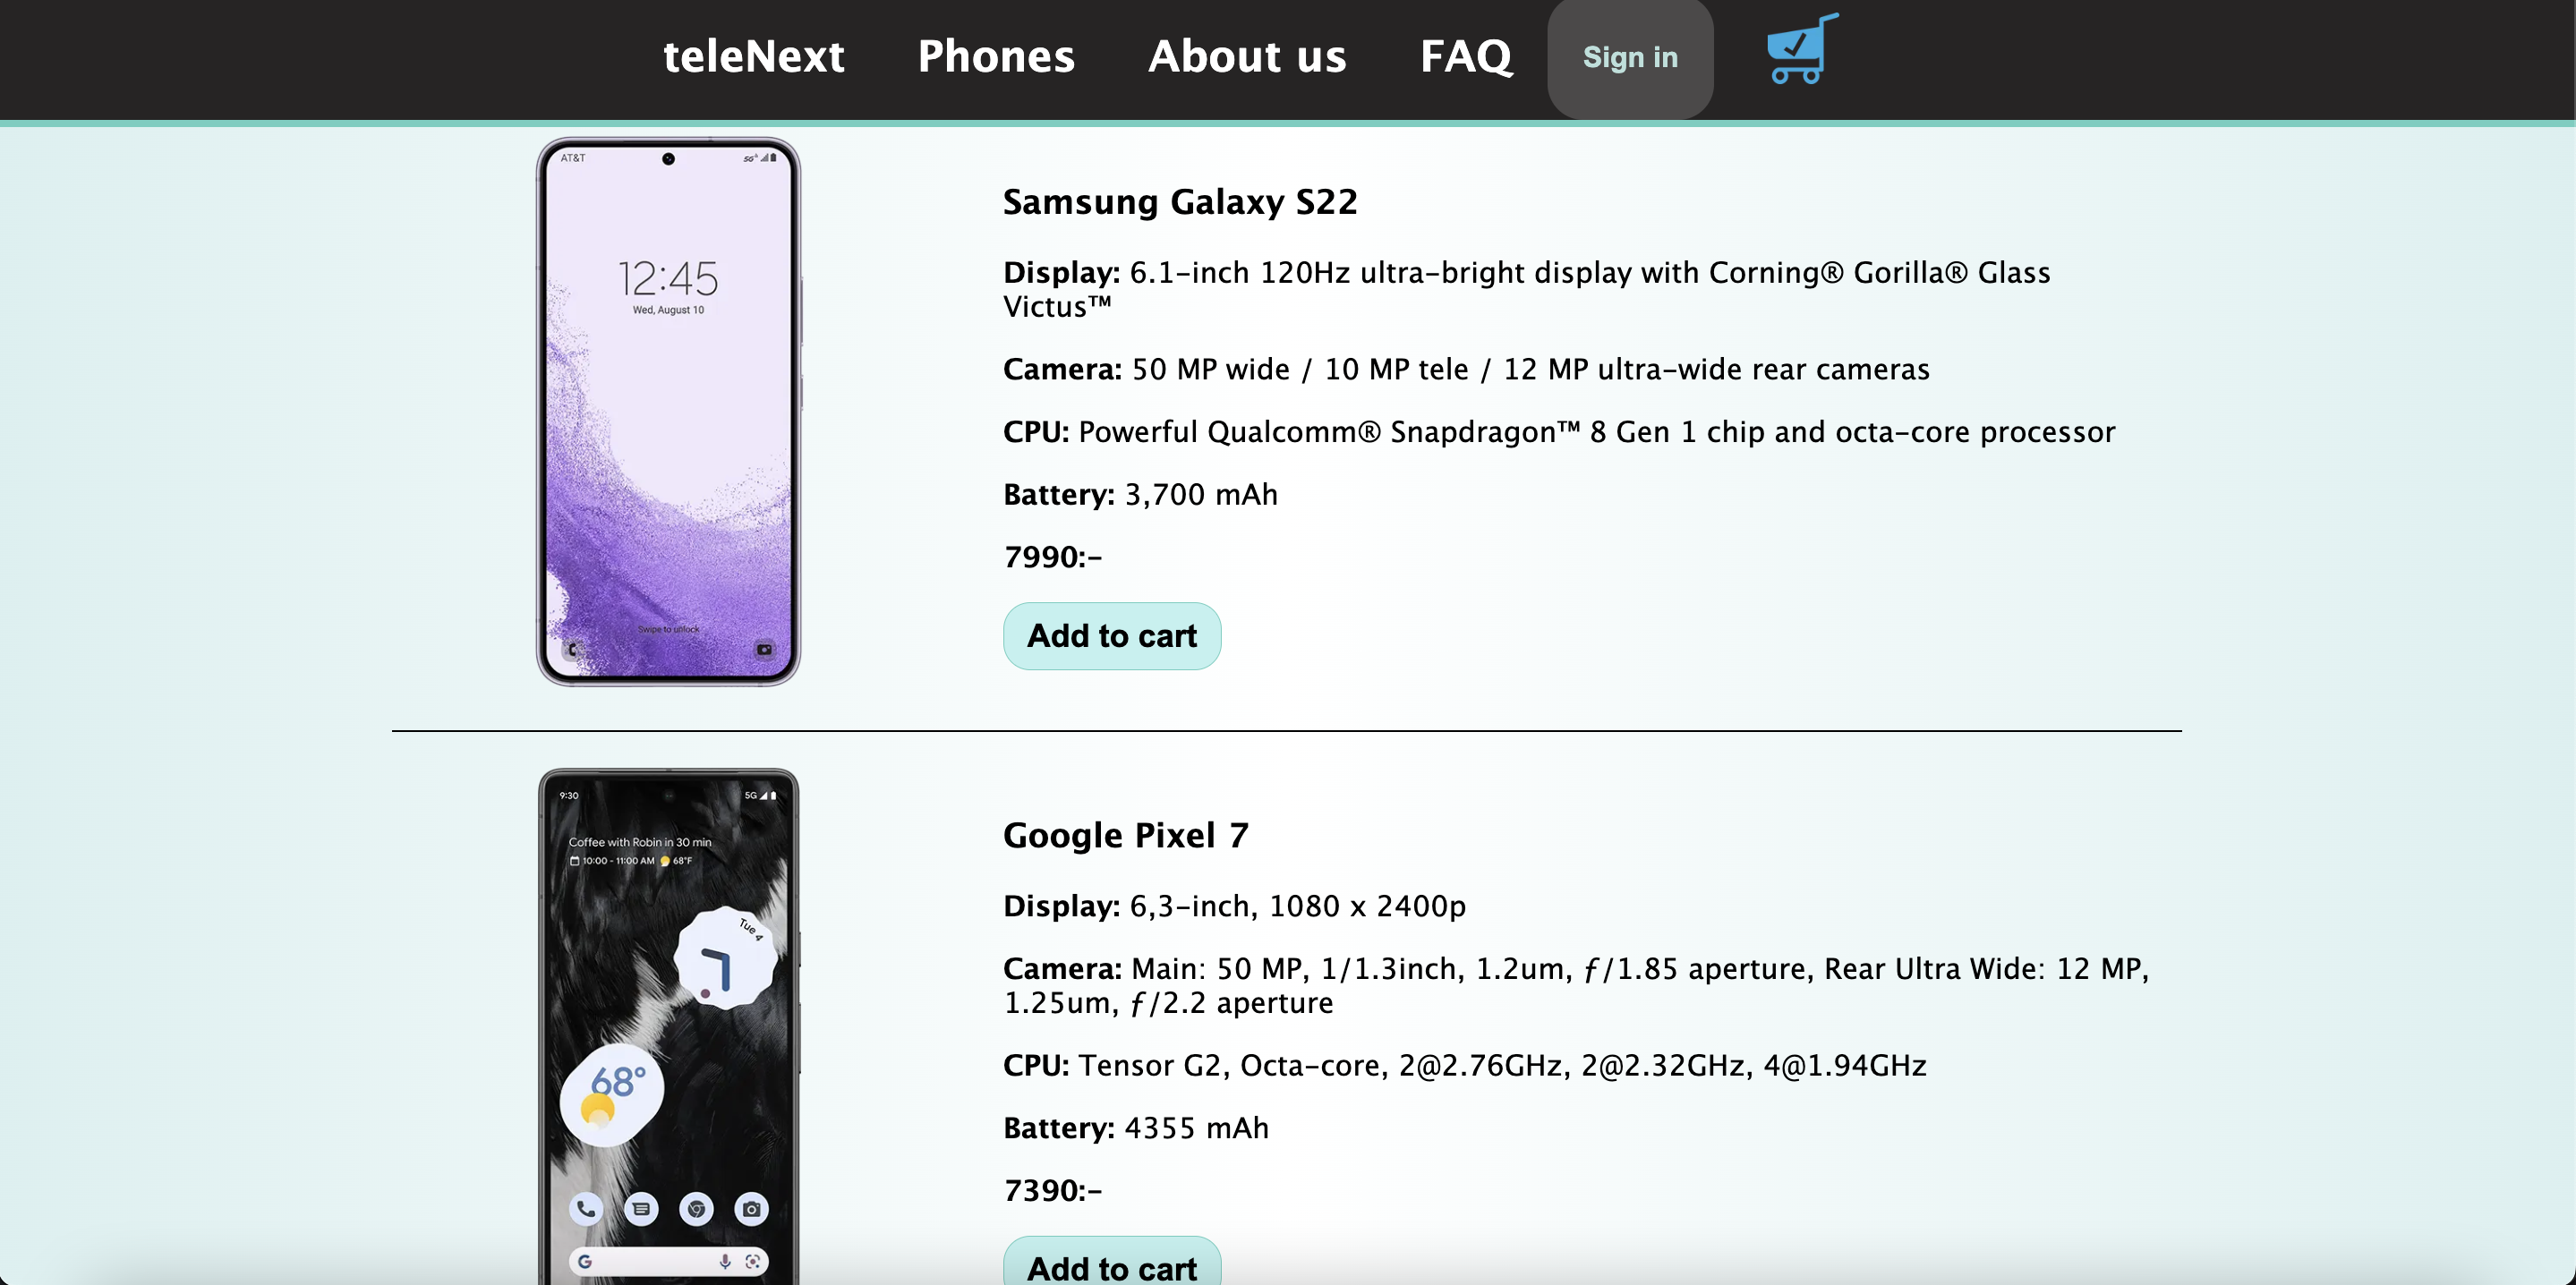 teleNext Phones About us FAQ Sign in
AT&T 5G
12:45
Wed, August 10
Swipe to unlock
Samsung Galaxy S22
Display: 6.1-inch 120Hz ultra-bright display with Corning® Gorilla® Glass
Victus™
Camera: 50 MP wide / 10 MP tele / 12 MP ultra-wide rear cameras
CPU: Powerful Qualcomm® Snapdragon™ 8 Gen 1 chip and octa-core processor
Battery: 3,700 mAh
7990:-
Add to cart
9:30 5G
Coffee with Robin in 30 min
10:00 - 11:00 AM 68°F
Tue 4
68°
G
Google Pixel 7
Display: 6,3-inch, 1080 x 2400p
Camera: Main: 50 MP, 1/1.3inch, 1.2um, ƒ/1.85 aperture, Rear Ultra Wide: 12 MP,
1.25um, ƒ/2.2 aperture
CPU: Tensor G2, Octa-core, 2@2.76GHz, 2@2.32GHz, 4@1.94GHz
Battery: 4355 mAh
7390:-
Add to cart